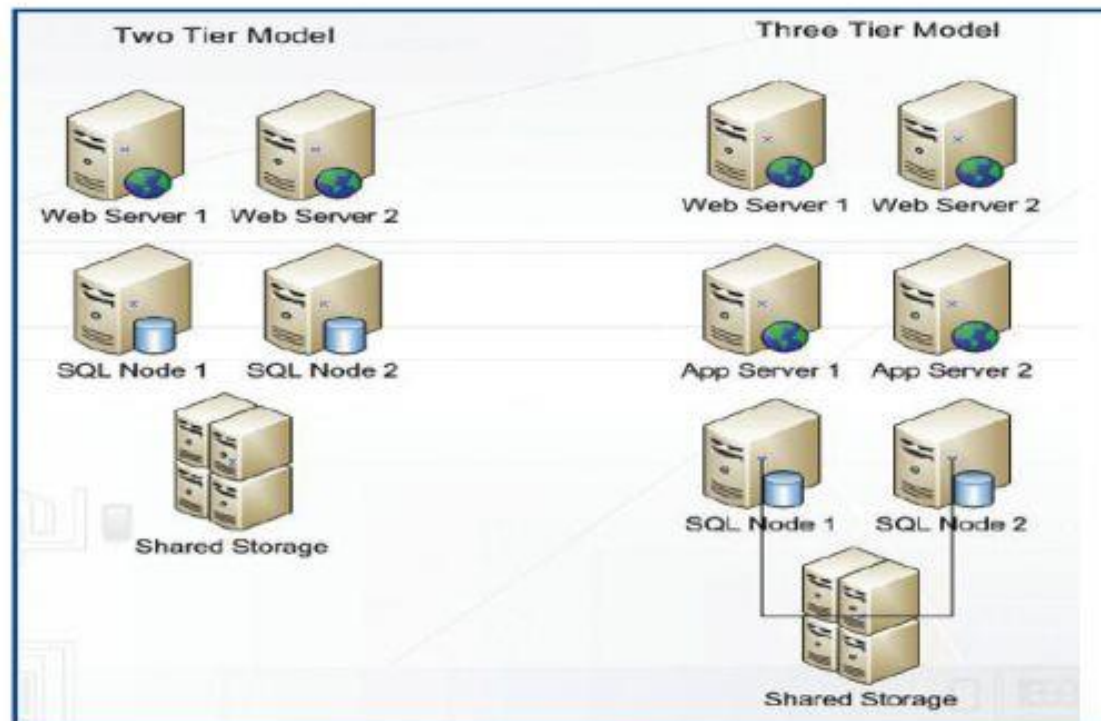 Two Tier Model
Web Server 1 Web Server 2
SQL Node 1 SQL Node 2
Shared Storage
Three Tier Model
Web Server 1 Web Server 2
App Server 1 App Server 2
SQL Node 1 SQL Node 2
Shared Storage